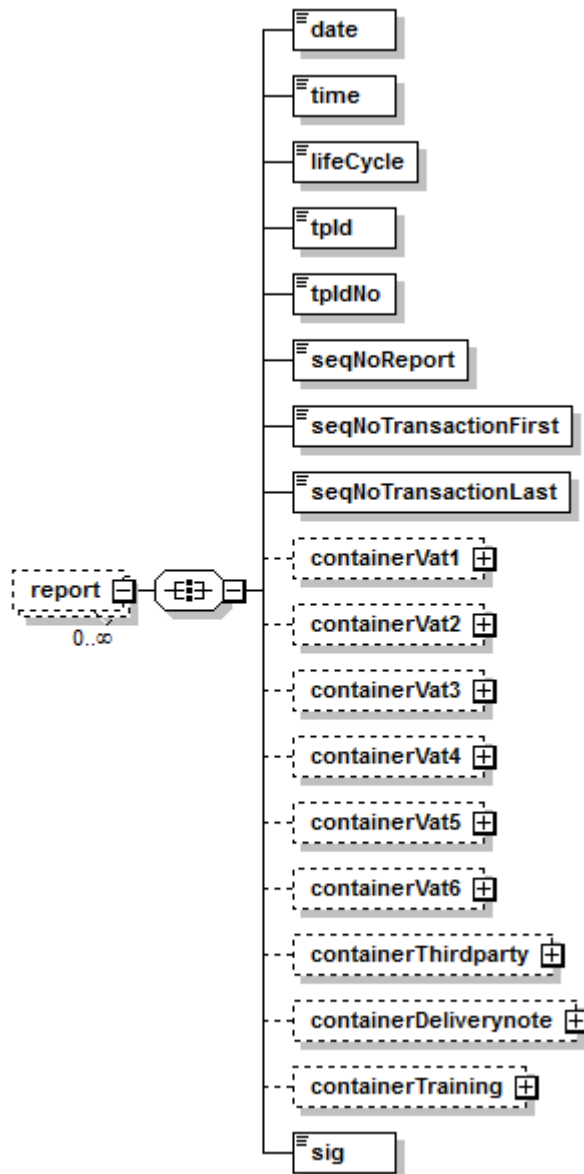 date
time
lifeCycle
tpId
tpIdNo
seqNoReport
seqNoTransactionFirst
seqNoTransactionLast
containerVat1
report
0..∞
containerVat2
containerVat3
containerVat4
containerVat5
containerVat6
containerThirdparty
containerDeliverynote
containerTraining
sig